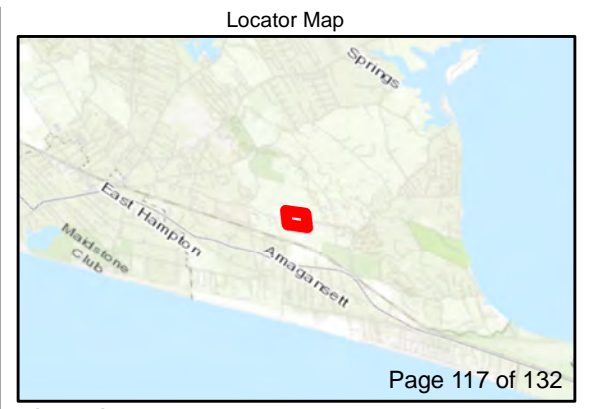 Locator Map
Springs
East Hampton
Maidstone
Club
Amagansett
Page 117 of 132